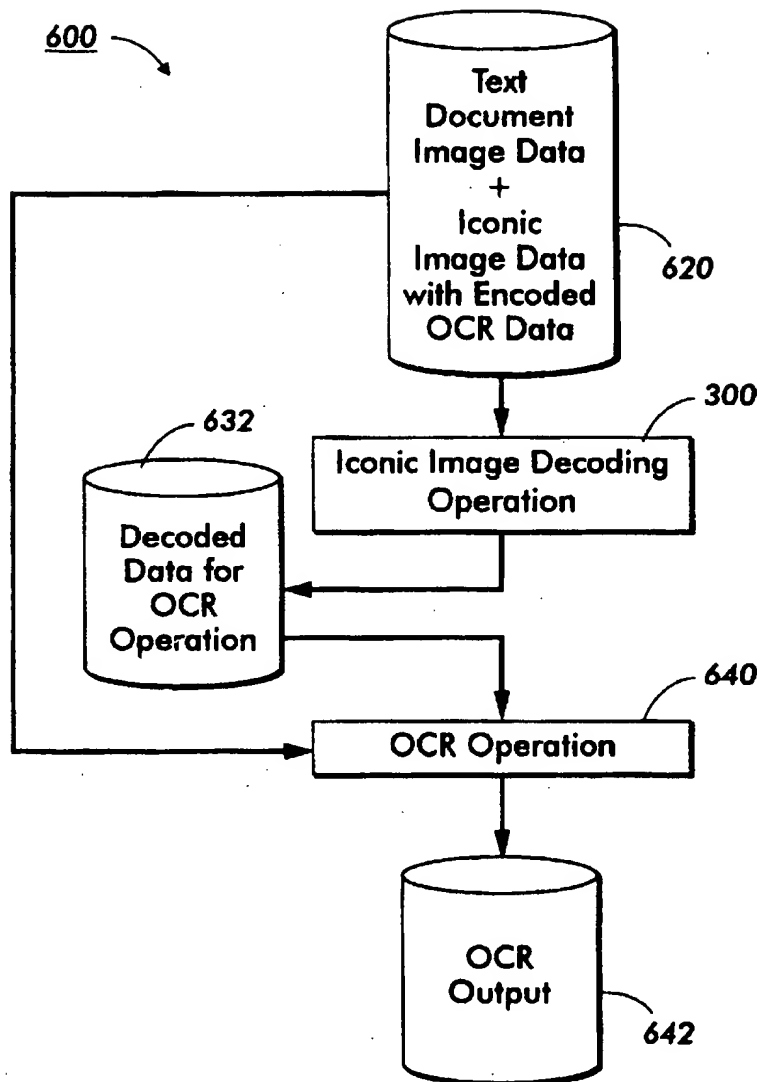 600
Text
Document
Image Data
+
Iconic
Image Data
with Encoded
OCR Data
620
300
Iconic Image Decoding
Operation
632
Decoded
Data for
OCR
Operation
640
OCR Operation
OCR
Output
642